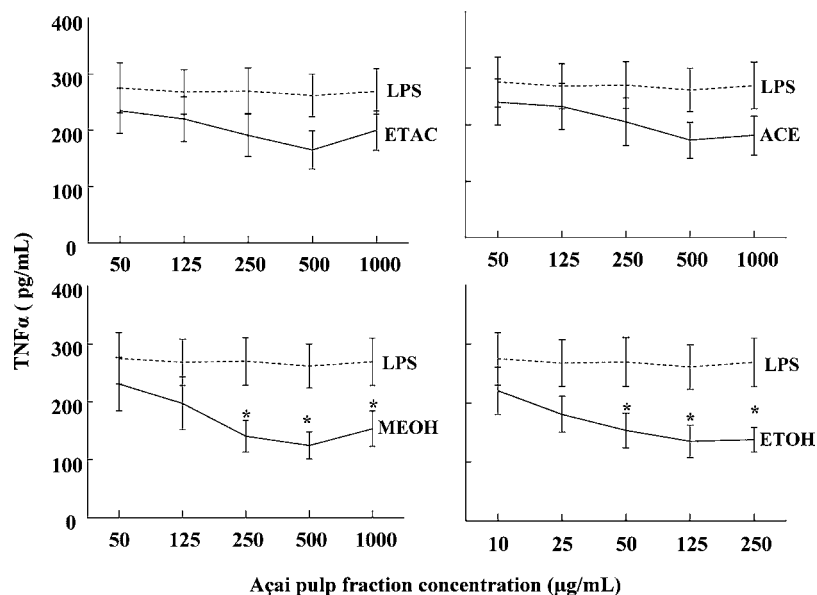 400
300
LPS
LPS
200
ETAC
ACE
100
0
50 125 250 500 1000
50 125 250 500 1000
TNFα ( pg/mL)
400
300
LPS
LPS
200
* * *
* * *
MEOH
ETOH
100
0
50 125 250 500 1000
10 25 50 125 250
Açai pulp fraction concentration (µg/mL)